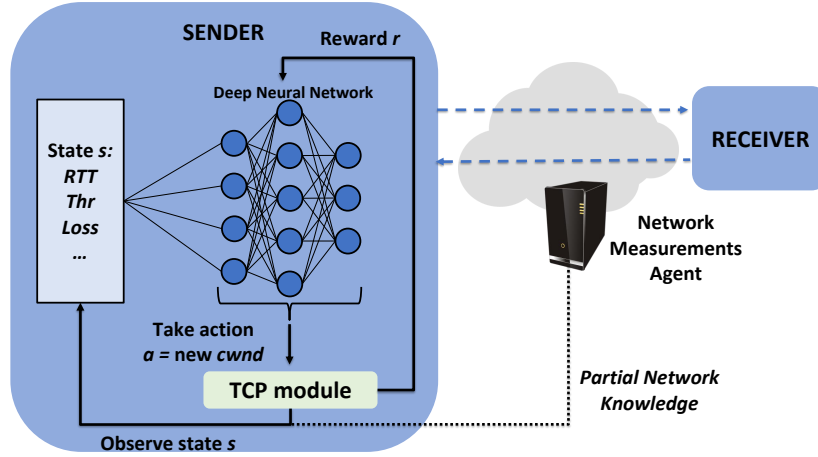 SENDER
Reward r
Deep Neural Network
State s:
RTT
Thr
Loss
...
Take action
a = new cwnd
TCP module
Observe state s
RECEIVER
Network
Measurements
Agent
Partial Network
Knowledge